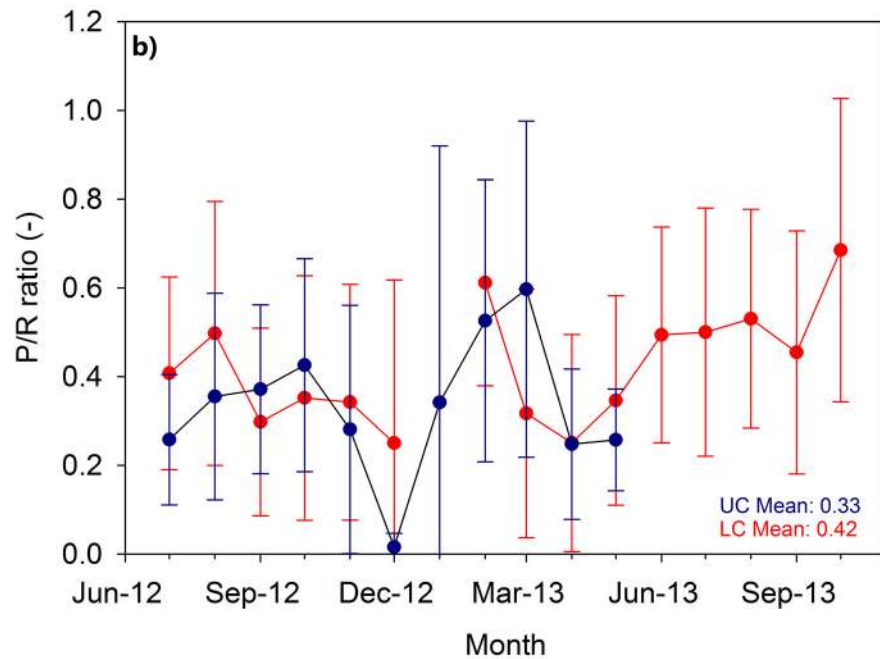 b)
1.2
1.0
0.8
0.6
0.4
0.2
0.0
P/R ratio (-)
UC Mean: 0.33
LC Mean: 0.42
Jun-12 Sep-12 Dec-12 Mar-13 Jun-13 Sep-13
Month